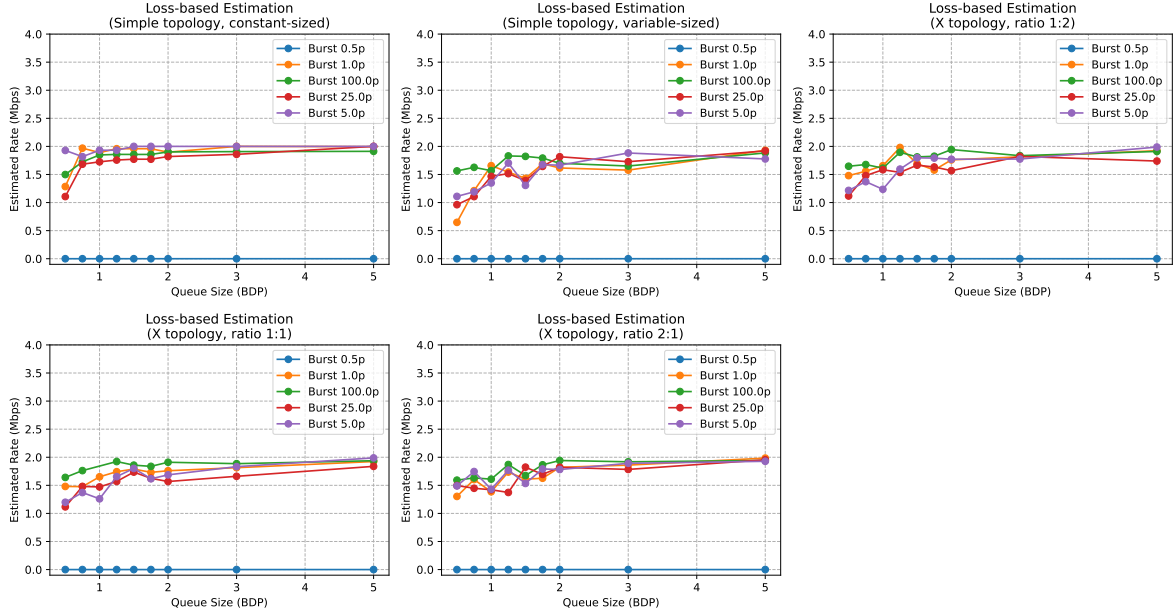 Loss-based Estimation
(Simple topology, constant-sized)
Estimated Rate (Mbps)
4.0
3.5
3.0
2.5
2.0
1.5
1.0
0.5
0.0
Burst 0.5p
Burst 1.0p
Burst 100.0p
Burst 25.0p
Burst 5.0p
1 2 3 4 5
Queue Size (BDP)
Loss-based Estimation
(Simple topology, variable-sized)
Estimated Rate (Mbps)
4.0
3.5
3.0
2.5
2.0
1.5
1.0
0.5
0.0
Burst 0.5p
Burst 1.0p
Burst 100.0p
Burst 25.0p
Burst 5.0p
1 2 3 4 5
Queue Size (BDP)
Loss-based Estimation
(X topology, ratio 1:2)
Estimated Rate (Mbps)
4.0
3.5
3.0
2.5
2.0
1.5
1.0
0.5
0.0
Burst 0.5p
Burst 1.0p
Burst 100.0p
Burst 25.0p
Burst 5.0p
1 2 3 4 5
Queue Size (BDP)
Loss-based Estimation
(X topology, ratio 1:1)
Estimated Rate (Mbps)
4.0
3.5
3.0
2.5
2.0
1.5
1.0
0.5
0.0
Burst 0.5p
Burst 1.0p
Burst 100.0p
Burst 25.0p
Burst 5.0p
1 2 3 4 5
Queue Size (BDP)
Loss-based Estimation
(X topology, ratio 2:1)
Estimated Rate (Mbps)
4.0
3.5
3.0
2.5
2.0
1.5
1.0
0.5
0.0
Burst 0.5p
Burst 1.0p
Burst 100.0p
Burst 25.0p
Burst 5.0p
1 2 3 4 5
Queue Size (BDP)